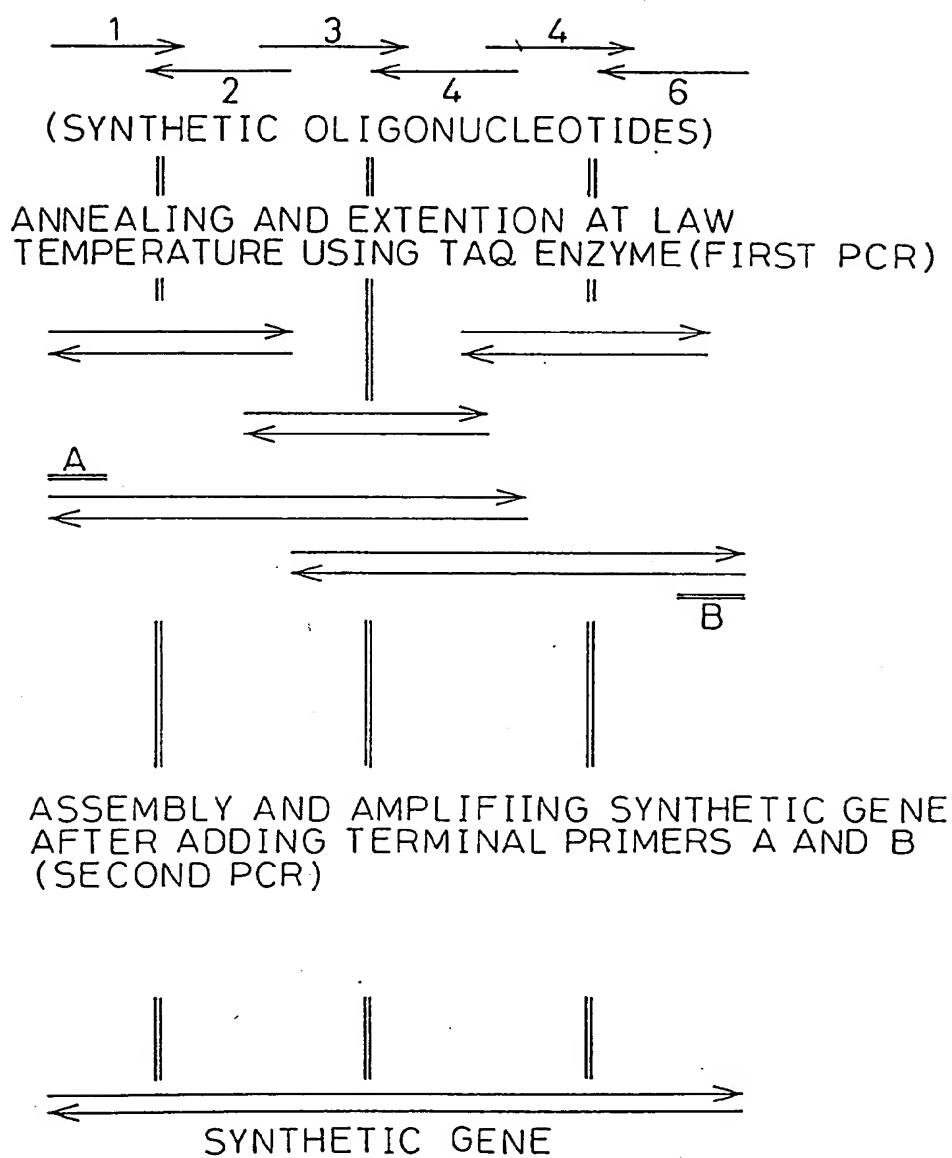 1 3 4
2 4 6
(SYNTHETIC OLIGONUCLEOTIDES)
ANNEALING AND EXTENTION AT LAW
TEMPERATURE USING TAQ ENZYME(FIRST PCR)
A
B
ASSEMBLY AND AMPLIFIING SYNTHETIC GENE
AFTER ADDING TERMINAL PRIMERS A AND B
(SECOND PCR)
SYNTHETIC GENE